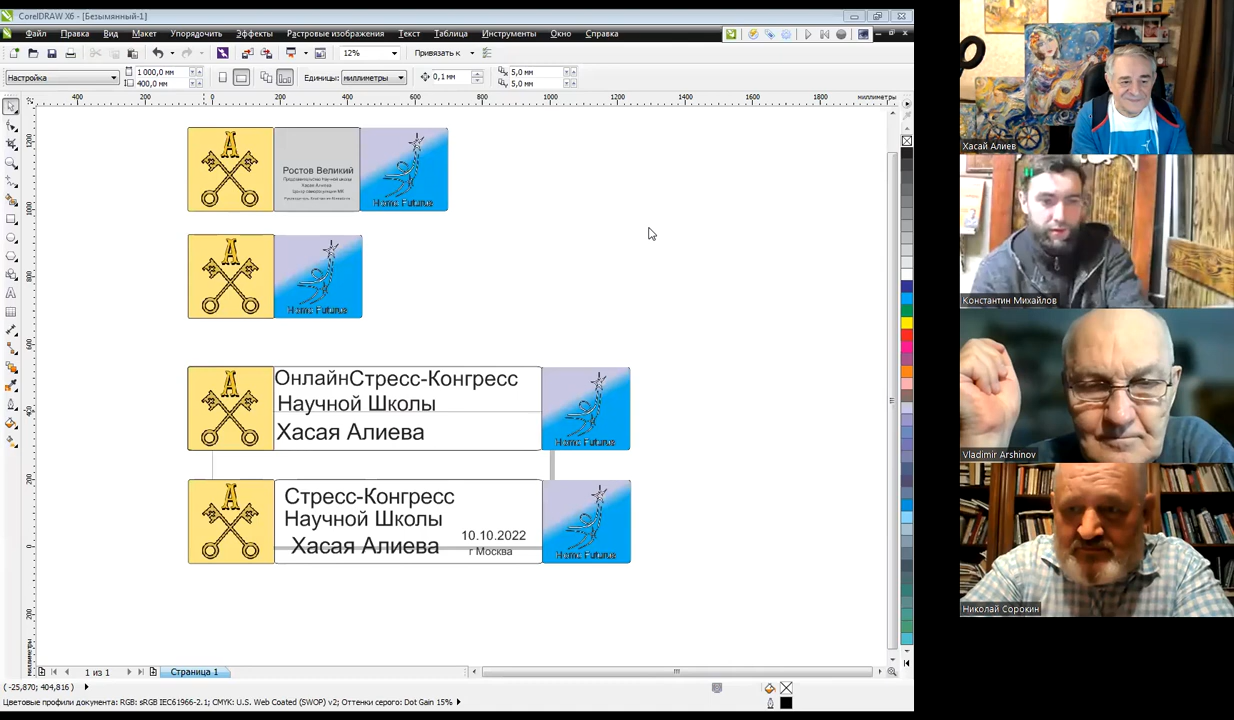 CorelDRAW X6 - [Безымянный-1]
Файл Правка Вид Макет Упорядочить Эффекты Растровые изображения Текст Таблица Инструменты Окно Справка
12% Привязать к
Настройка 1 000,0 мм 400,0 мм Единицы: миллиметры 0,1 мм 5,0 мм 5,0 мм
200 0 200 400 600 800 1000 1200 1400 1600 1800 миллиметры
А
Ростов Великий
Представительство Научной школы
Хасая Алиева
Homo Futurus
А
Homo Futurus
А
ОнлайнСтресс-Конгресс
Научной Школы
Хасая Алиева
Homo Futurus
А
Стресс-Конгресс
Научной Школы
Хасая Алиева
10.10.2022
г Москва
Homo Futurus
1 из 1 Страница 1
(-25,870; 404,816)
Цветовые профили документа: RGB: sRGB IEC61966-2.1; CMYK: U.S. Web Coated (SWOP) v2; Оттенки серого: Dot Gain 15%
Хасай Алиев
Константин Михайлов
Vladimir Arshinov
Николай Сорокин